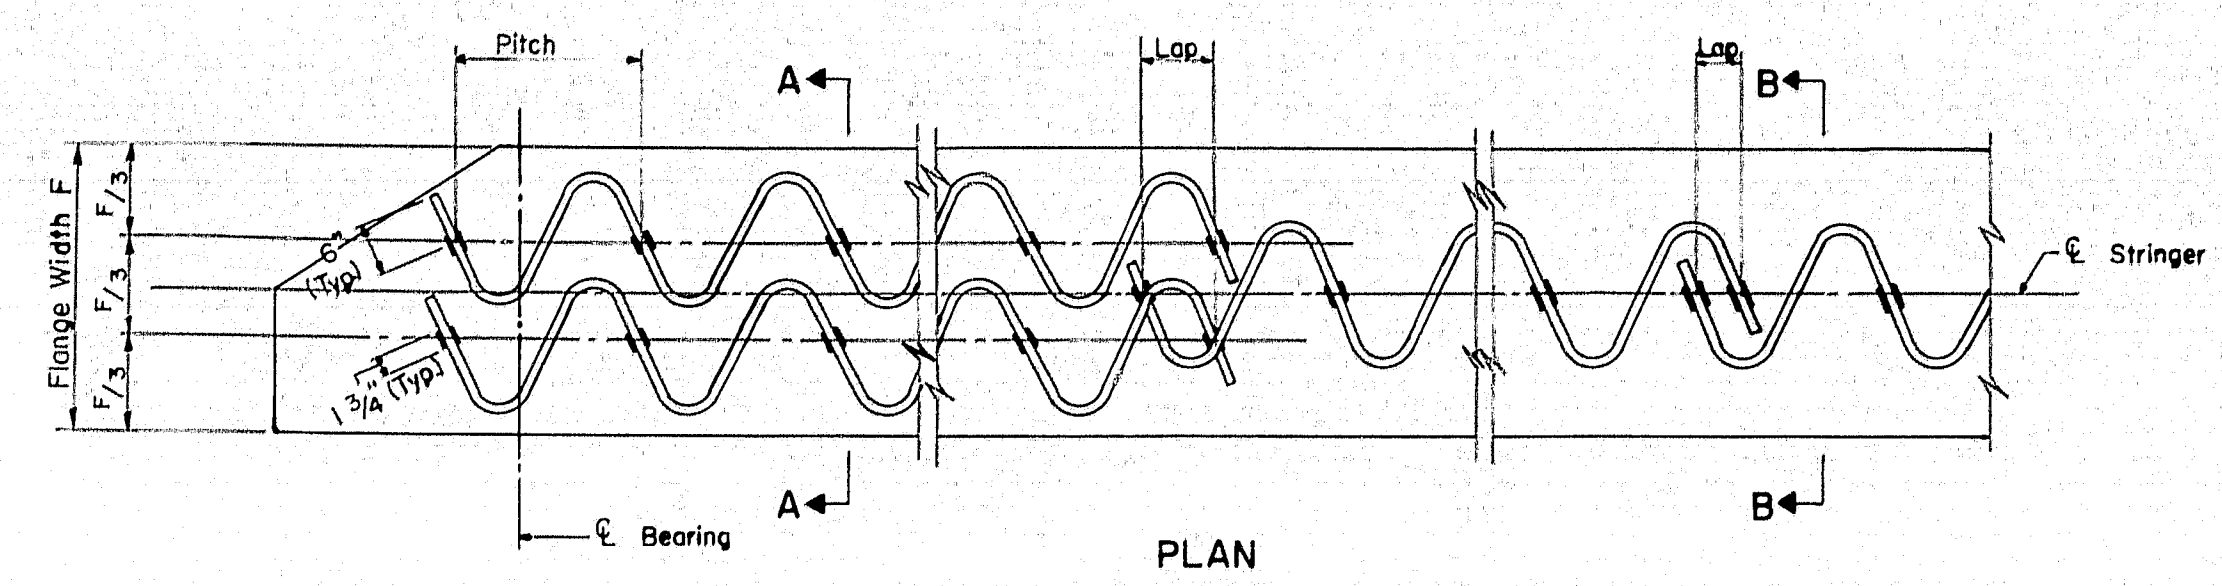 Pitch
Lap
Lap
A
B
Flange Width F
F/3
F/3
F/3
6" (Typ.)
1 3/4" (Typ.)
℄ Stringer
A
B
℄ Bearing
PLAN